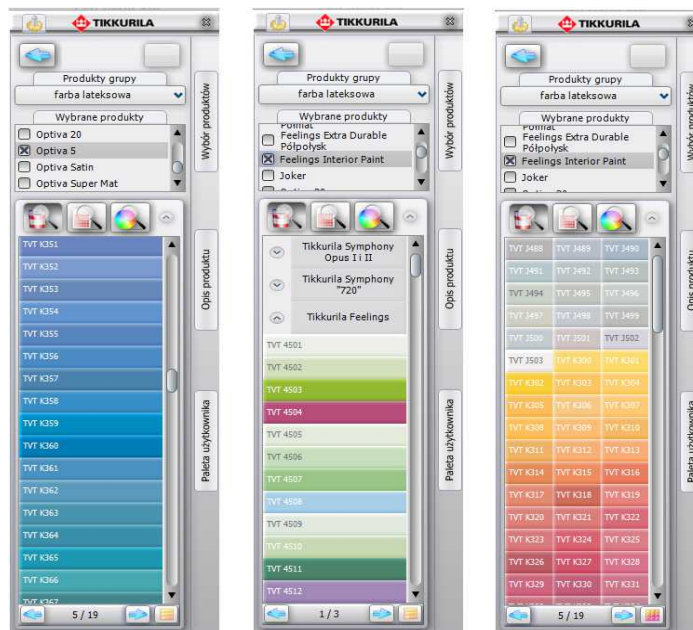 TIKKURILA
Produkty grupy
farba lateksowa
Wybrane produkty
Optiva 20
Optiva 5
Optiva Satin
Optiva Super Mat
TVT K351
TVT K352
TVT K353
TVT K354
TVT K355
TVT K356
TVT K357
TVT K358
TVT K359
TVT K360
TVT K361
TVT K362
TVT K363
TVT K364
TVT K365
TVT K366
TVT K367
5 / 19
Wybór produktów
Opis produktu
Paleta użytkownika
TIKKURILA
Produkty grupy
farba lateksowa
Wybrane produkty
Półmat
Feelings Extra Durable
Półpołysk
Feelings Interior Paint
Joker
Tikkurila Symphony
Opus I i II
Tikkurila Symphony
"720"
Tikkurila Feelings
TVT 4501
TVT 4502
TVT 4503
TVT 4504
TVT 4505
TVT 4506
TVT 4507
TVT 4508
TVT 4509
TVT 4510
TVT 4511
TVT 4512
1 / 3
Wybór produktów
Opis produktu
Paleta użytkownika
TIKKURILA
Produkty grupy
farba lateksowa
Wybrane produkty
Półmat
Feelings Extra Durable
Półpołysk
Feelings Interior Paint
Joker
TVT J488 TVT J489 TVT J490
TVT J491 TVT J492 TVT J493
TVT J494 TVT J495 TVT J496
TVT J497 TVT J498 TVT J499
TVT J500 TVT J501 TVT J502
TVT J503 TVT K300 TVT K301
TVT K302 TVT K303 TVT K304
TVT K305 TVT K306 TVT K307
TVT K308 TVT K309 TVT K310
TVT K311 TVT K312 TVT K313
TVT K314 TVT K315 TVT K316
TVT K317 TVT K318 TVT K319
TVT K320 TVT K321 TVT K322
TVT K323 TVT K324 TVT K325
TVT K326 TVT K327 TVT K328
TVT K329 TVT K330 TVT K331
5 / 19
Wybór produktów
Opis produktu
Paleta użytkownika